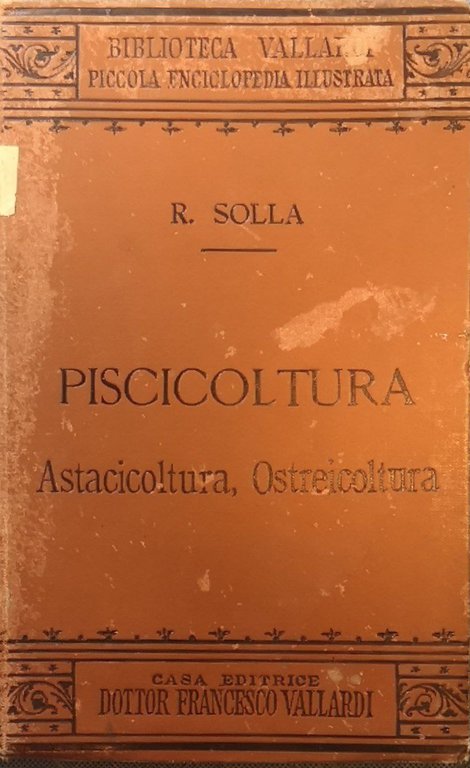 BIBLIOTECA VALLARDI
PICCOLA ENCICLOPEDIA ILLUSTRATA
R. SOLLA
PISCICOLTURA
Astacicoltura, Ostreicoltura
CASA EDITRICE
DOTTOR FRANCESCO VALLARDI